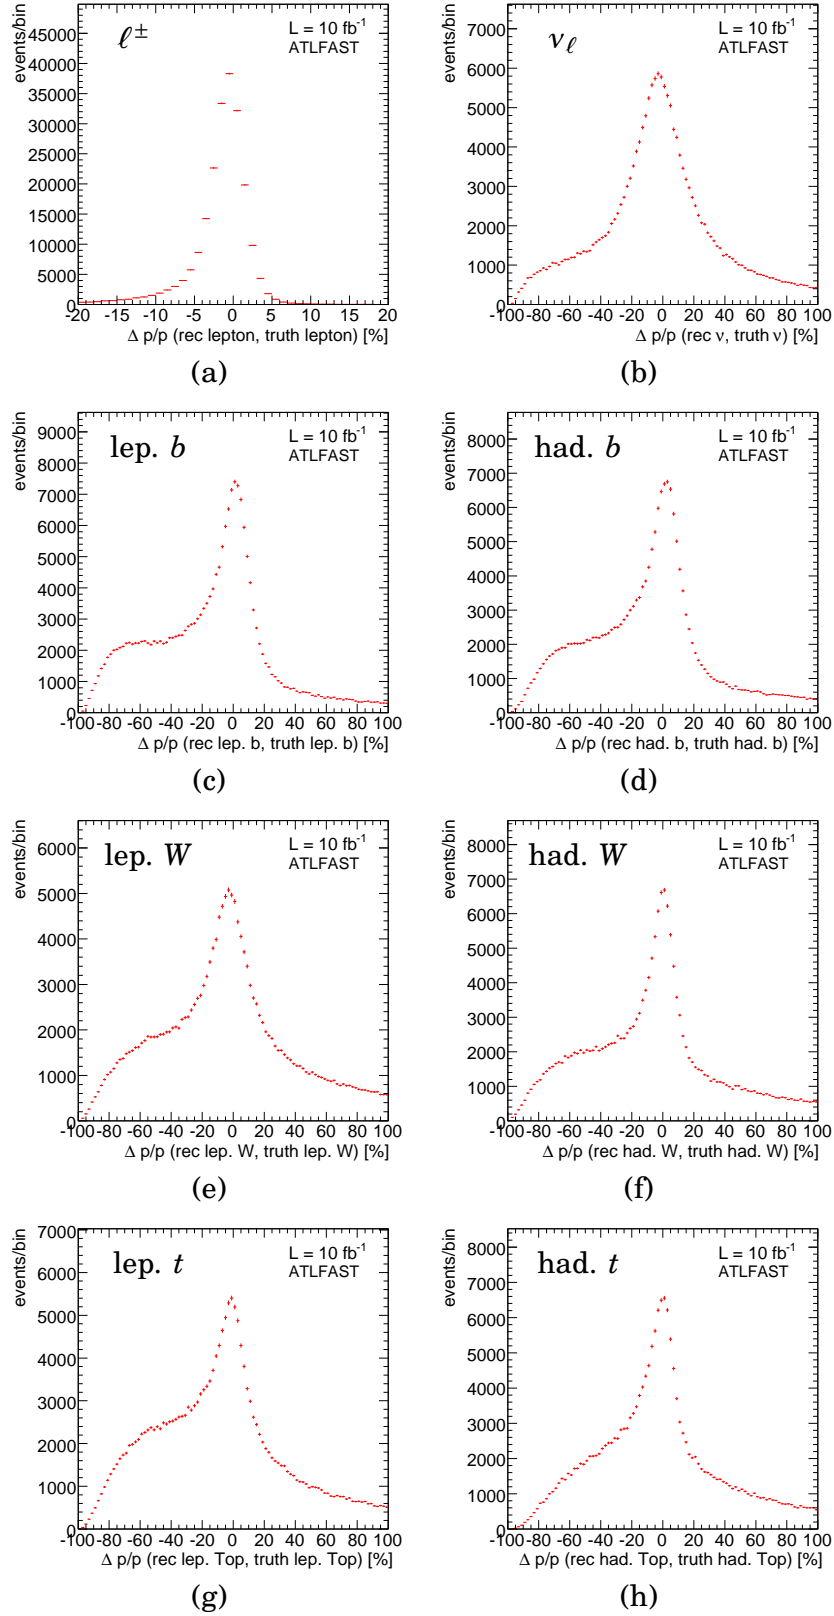 events/bin
ℓ±
L = 10 fb-1
ATLFAST
45000
40000
35000
30000
25000
20000
15000
10000
5000
0
-20 -15 -10 -5 0 5 10 15 20
Δ p/p (rec lepton, truth lepton) [%]
(a)
events/bin
νℓ
L = 10 fb-1
ATLFAST
7000
6000
5000
4000
3000
2000
1000
0
-100 -80 -60 -40 -20 0 20 40 60 80 100
Δ p/p (rec ν, truth ν) [%]
(b)
events/bin
lep. b
L = 10 fb-1
ATLFAST
9000
8000
7000
6000
5000
4000
3000
2000
1000
0
-100 -80 -60 -40 -20 0 20 40 60 80 100
Δ p/p (rec lep. b, truth lep. b) [%]
(c)
events/bin
had. b
L = 10 fb-1
ATLFAST
8000
7000
6000
5000
4000
3000
2000
1000
0
-100 -80 -60 -40 -20 0 20 40 60 80 100
Δ p/p (rec had. b, truth had. b) [%]
(d)
events/bin
lep. W
L = 10 fb-1
ATLFAST
6000
5000
4000
3000
2000
1000
0
-100 -80 -60 -40 -20 0 20 40 60 80 100
Δ p/p (rec lep. W, truth lep. W) [%]
(e)
events/bin
had. W
L = 10 fb-1
ATLFAST
8000
7000
6000
5000
4000
3000
2000
1000
0
-100 -80 -60 -40 -20 0 20 40 60 80 100
Δ p/p (rec had. W, truth had. W) [%]
(f)
events/bin
lep. t
L = 10 fb-1
ATLFAST
7000
6000
5000
4000
3000
2000
1000
0
-100 -80 -60 -40 -20 0 20 40 60 80 100
Δ p/p (rec lep. Top, truth lep. Top) [%]
(g)
events/bin
had. t
L = 10 fb-1
ATLFAST
8000
7000
6000
5000
4000
3000
2000
1000
0
-100 -80 -60 -40 -20 0 20 40 60 80 100
Δ p/p (rec had. Top, truth had. Top) [%]
(h)